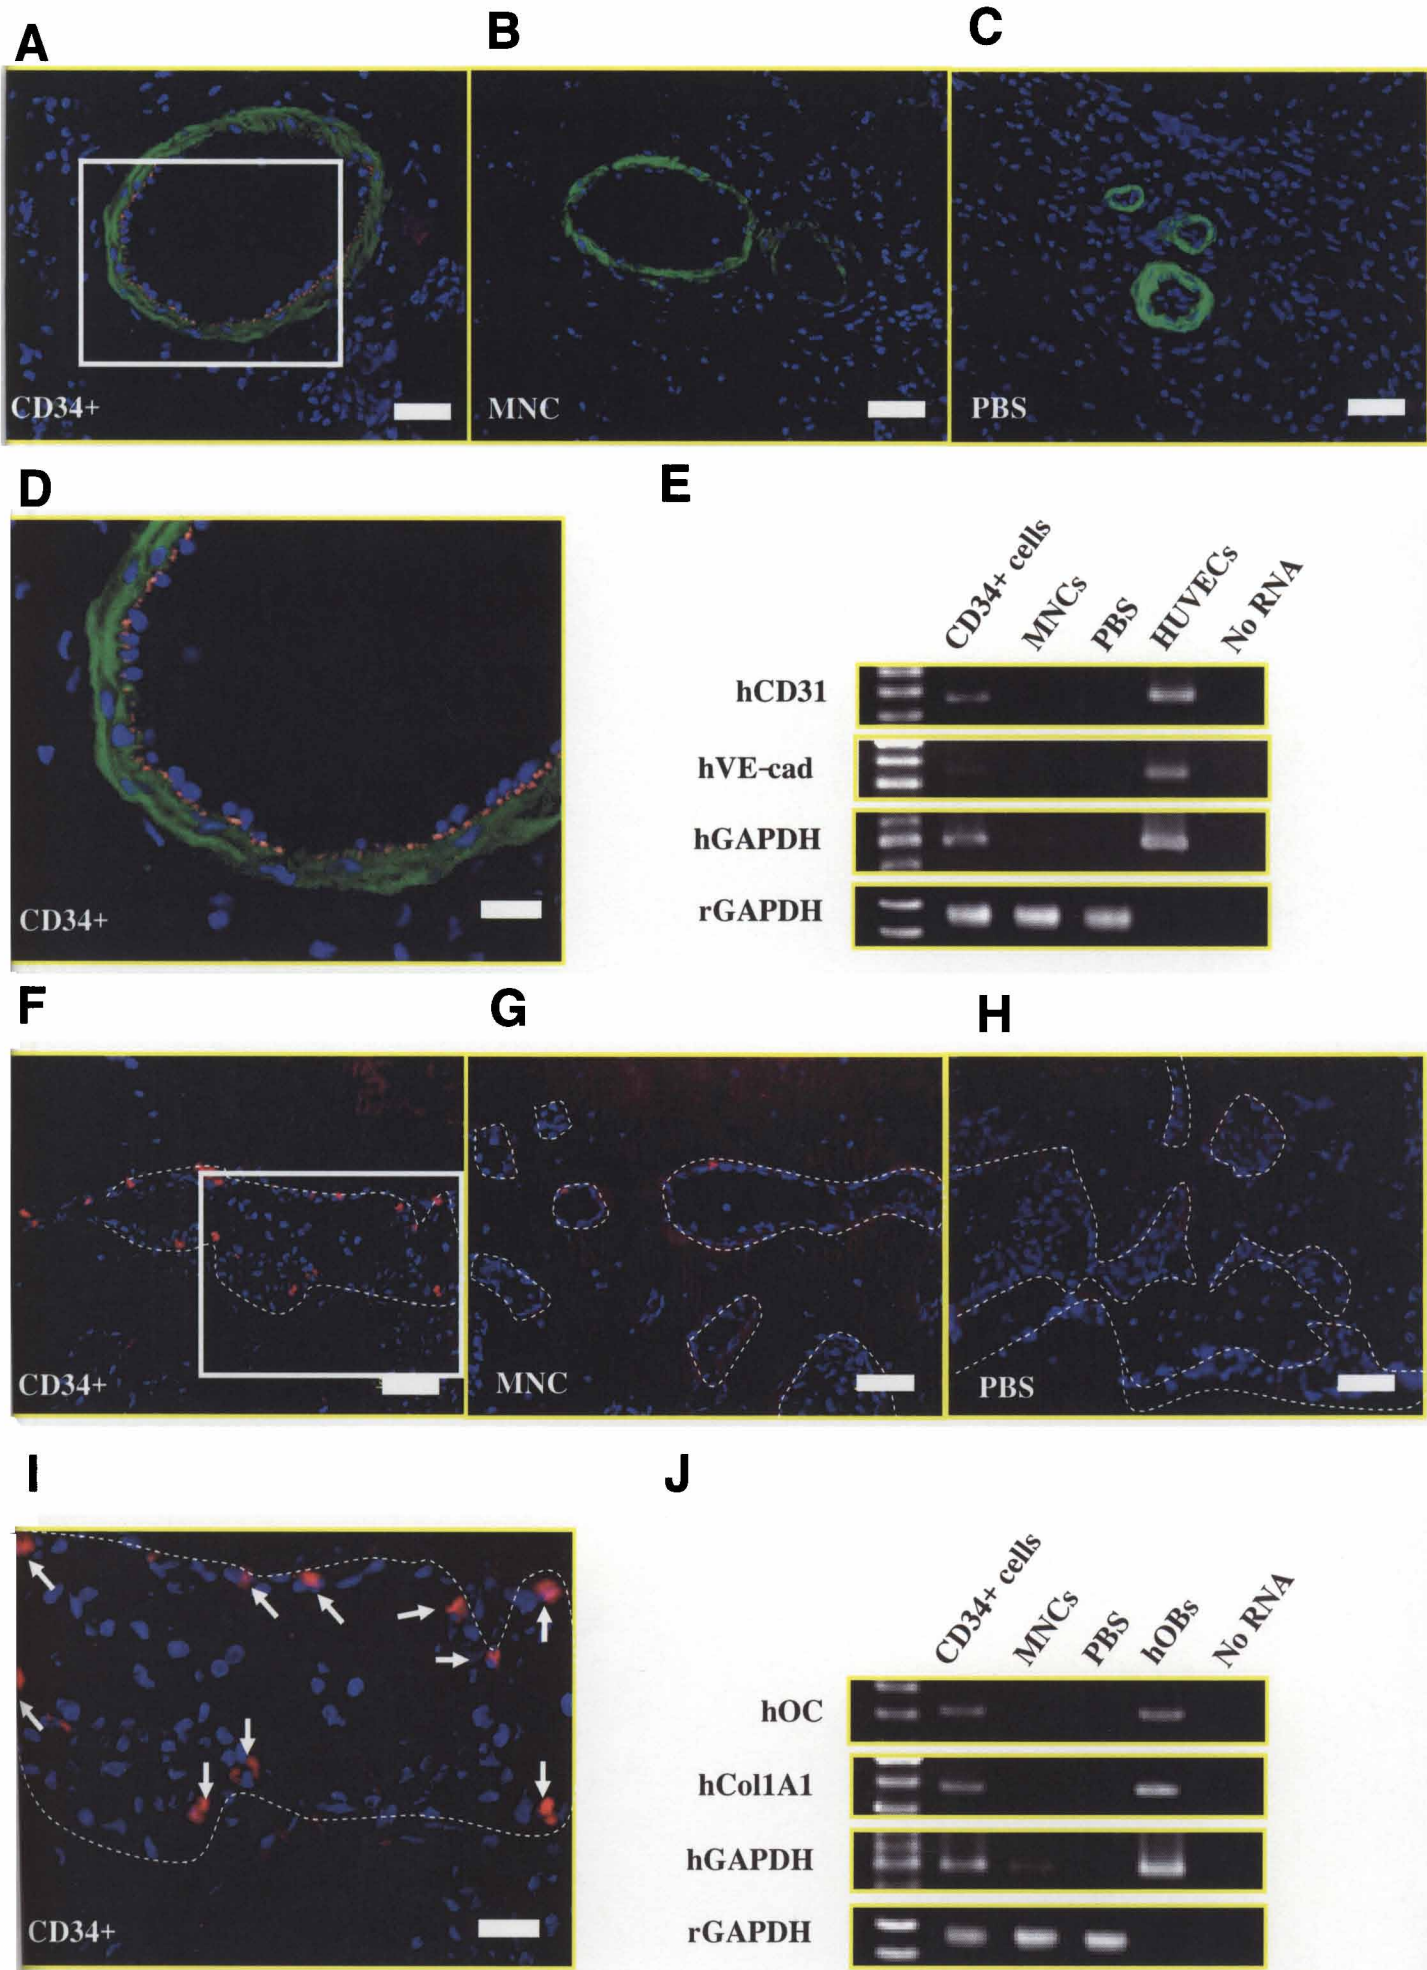 A
B
C
CD34+
MNC
PBS
D
E
CD34+
CD34+ cells
MNCs
PBS
HUVECs
No RNA
hCD31
hVE-cad
hGAPDH
rGAPDH
F
G
H
CD34+
MNC
PBS
I
J
CD34+
CD34+ cells
MNCs
PBS
hOBs
No RNA
hOC
hCol1A1
hGAPDH
rGAPDH